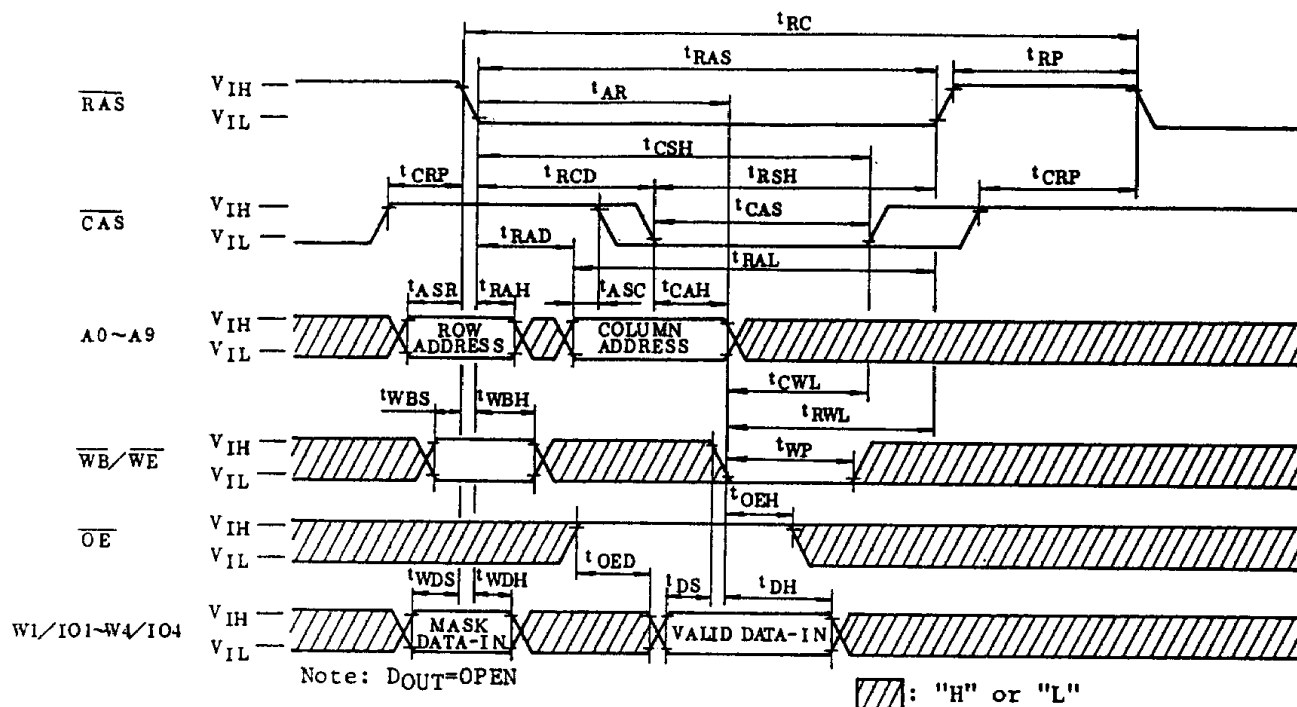 tRC
tRAS
tRP
tAR
RAS
VIH
VIL
tCSH
tCRP
tRCD
tRSH
tCRP
tCAS
CAS
VIH
VIL
tRAD
tRAL
tASR
tRAH
tASC
tCAH
A0~A9
VIH
VIL
ROW ADDRESS
COLUMN ADDRESS
tCWL
tWBS
tWBH
tRWL
WB/WE
VIH
VIL
tWP
tOEH
OE
VIH
VIL
tOED
tWDS
tWDH
tDS
tDH
W1/IO1~W4/IO4
VIH
VIL
MASK DATA-IN
VALID DATA-IN
Note: DOUT=OPEN
: "H" or "L"